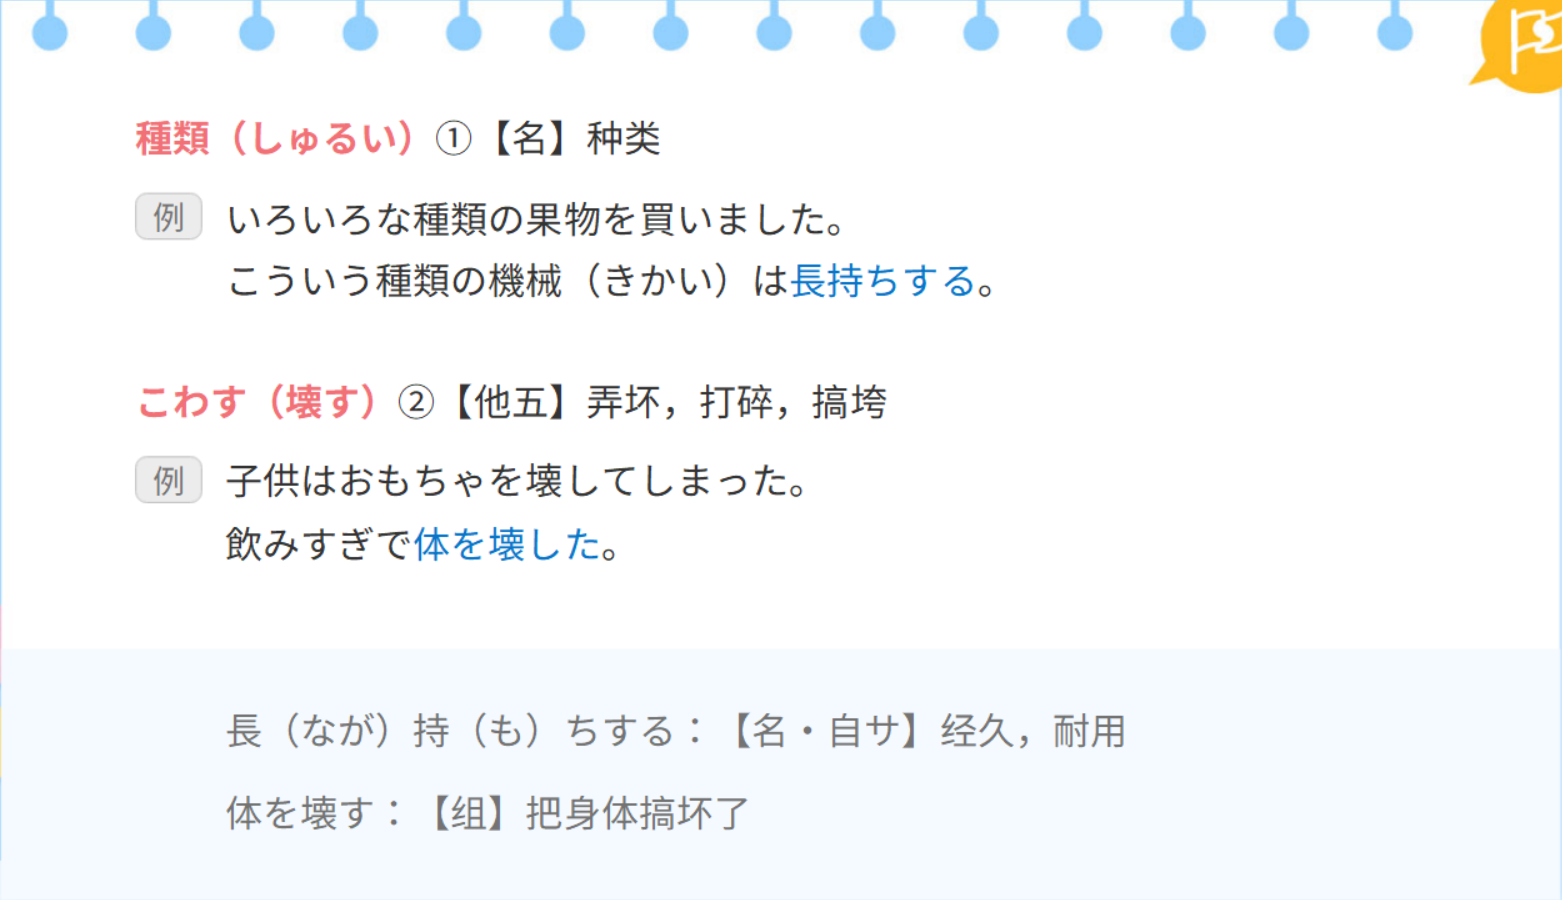 種類（しゅるい）①【名】种类
例 いろいろな種類の果物を買いました。
こういう種類の機械（きかい）は長持ちする。
こわす（壊す）②【他五】弄坏，打碎，搞垮
例 子供はおもちゃを壊してしまった。
飲みすぎで体を壊した。
長（なが）持（も）ちする：【名・自サ】经久，耐用
体を壊す：【组】把身体搞坏了